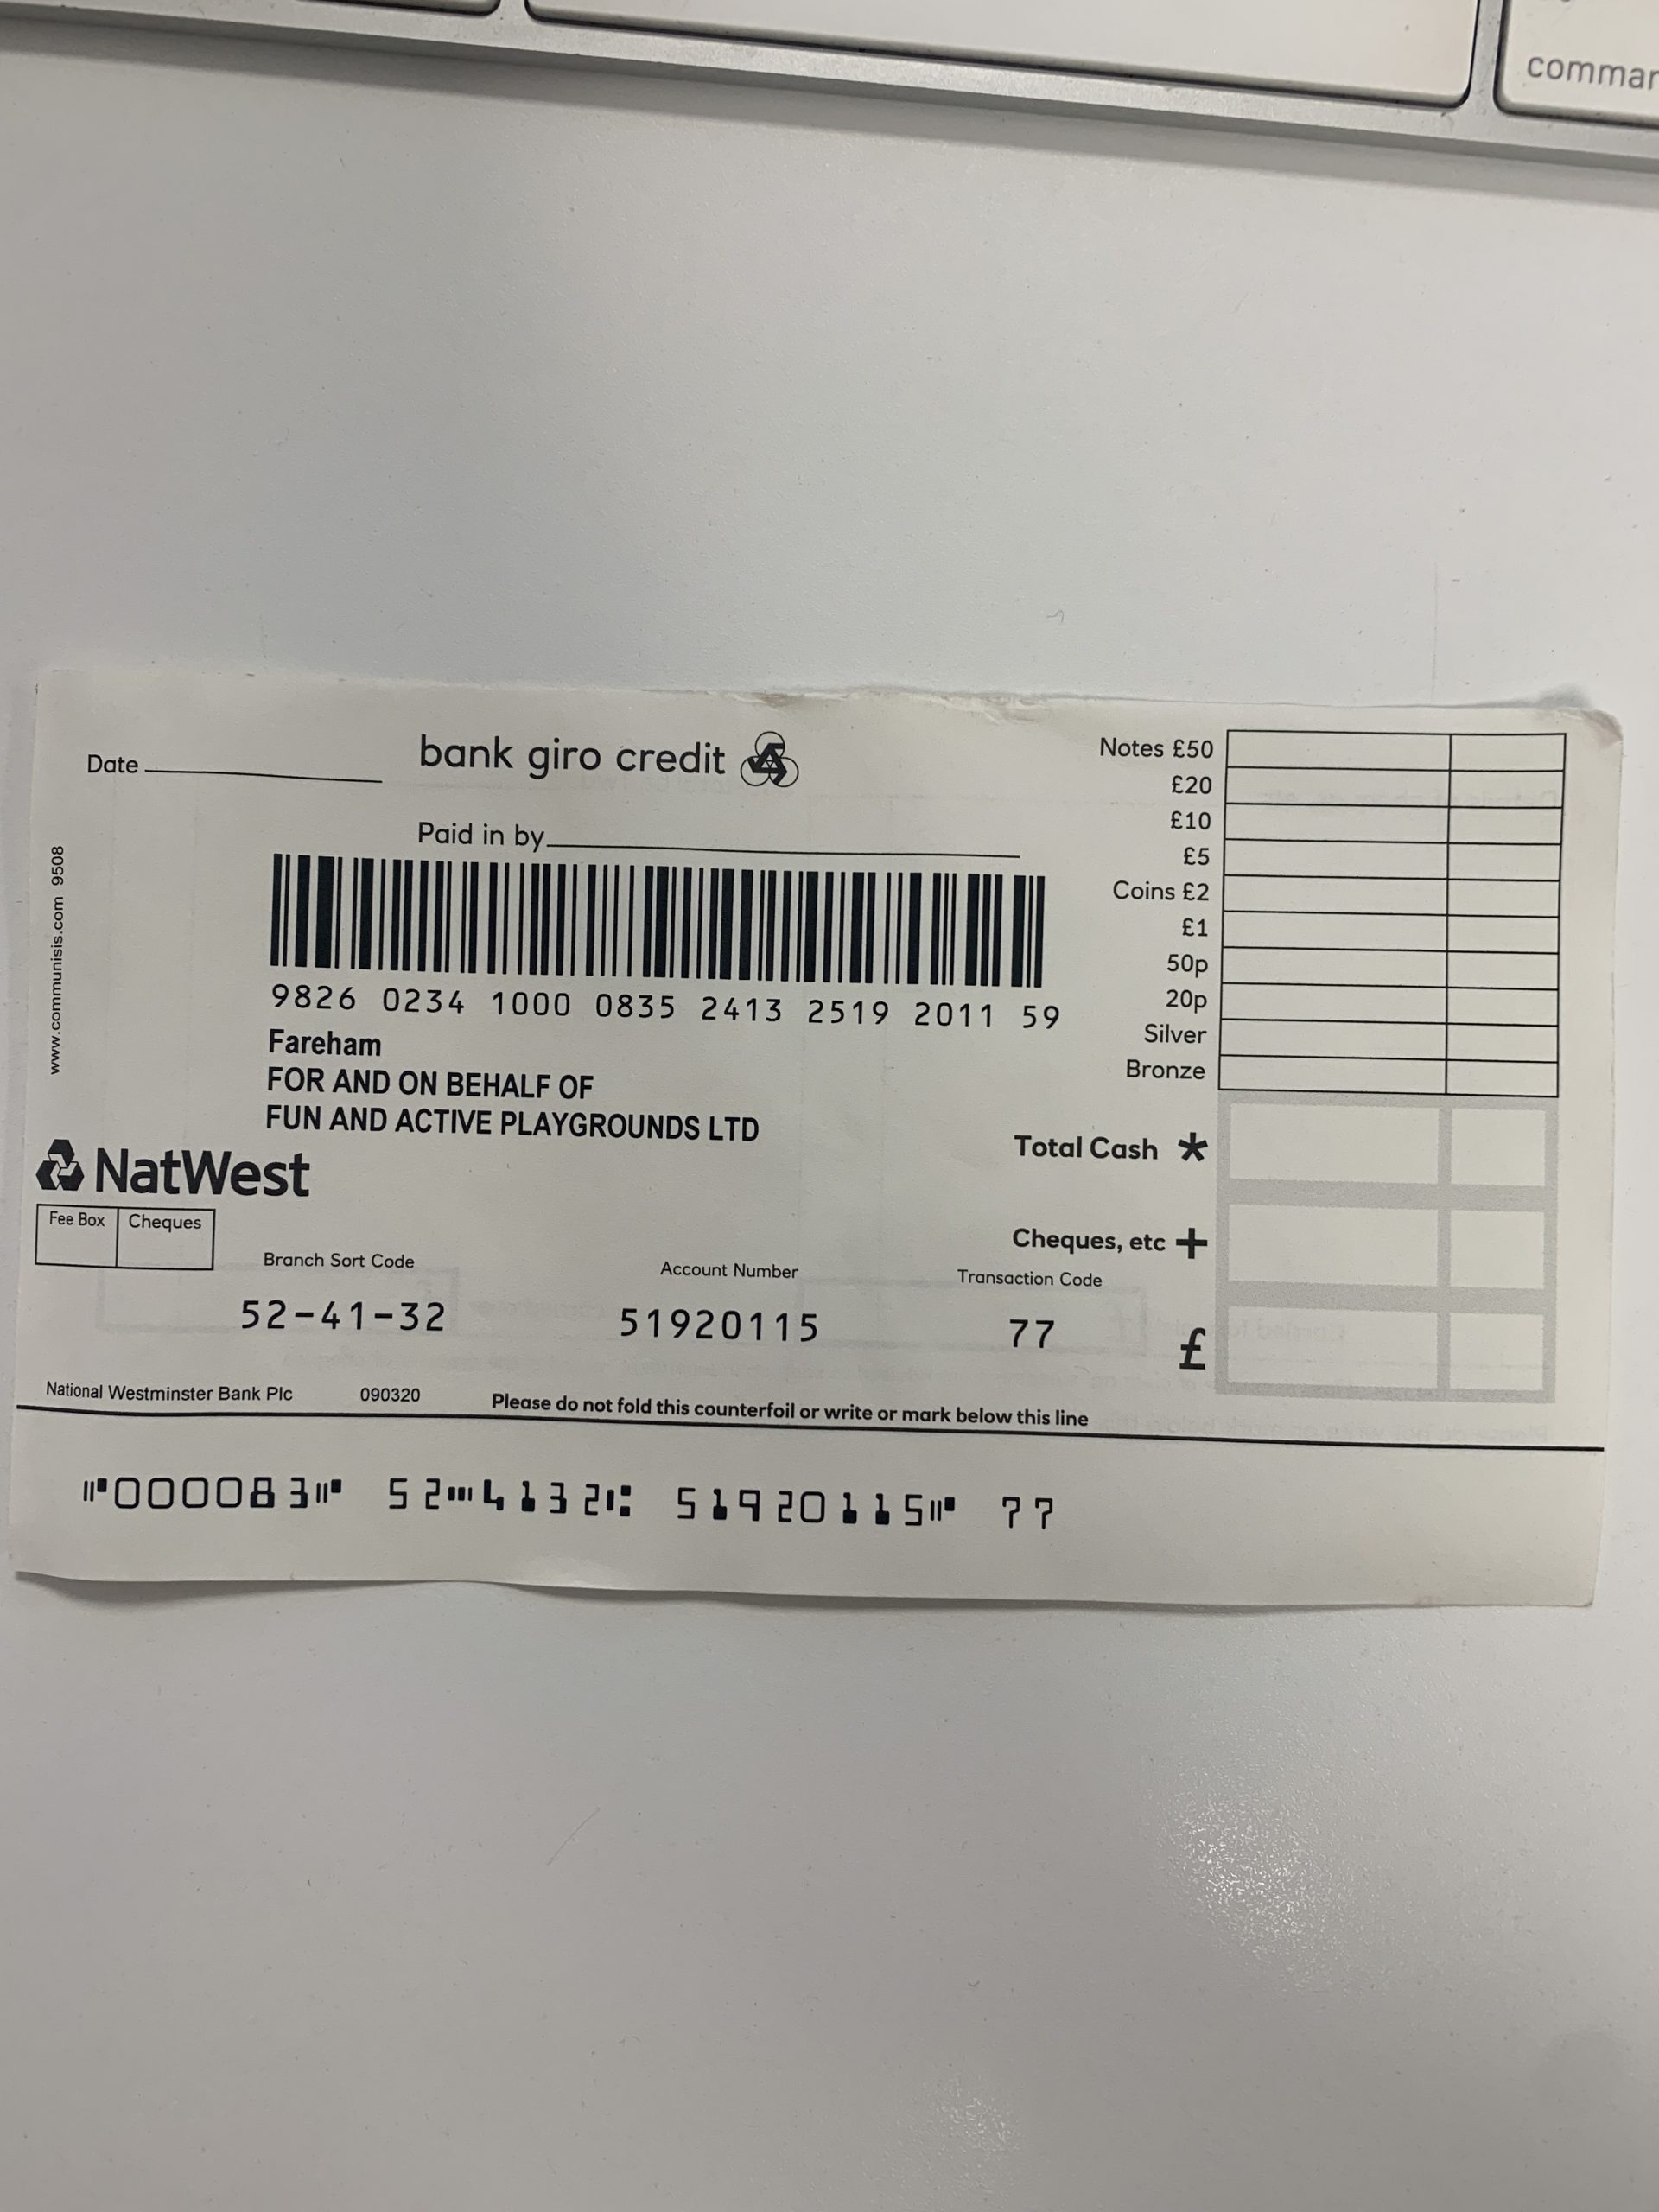 comman
Date
bank giro credit
Paid in by
www.communisis.com 9508
9826 0234 1000 0835 2413 2519 2011 59
Fareham
FOR AND ON BEHALF OF
FUN AND ACTIVE PLAYGROUNDS LTD
NatWest
Fee Box
Cheques
Branch Sort Code
52-41-32
Account Number
51920115
Transaction Code
77
Notes £50
£20
£10
£5
Coins £2
£1
50p
20p
Silver
Bronze
Total Cash *
Cheques, etc +
£
National Westminster Bank Plc 090320 Please do not fold this counterfoil or write or mark below this line
⑈000083⑈ 52⑉4132⑆ 51920115⑈ 77